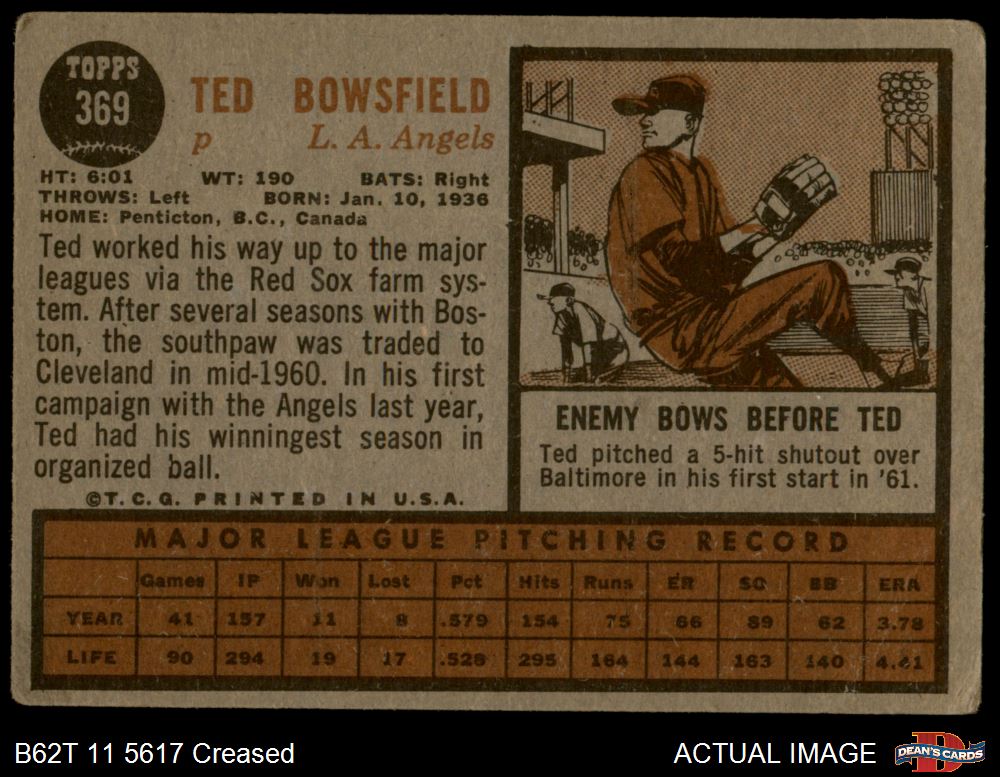 TOPPS
369
TED BOWSFIELD
p L. A. Angels
HT: 6:01 WT: 190 BATS: Right
THROWS: Left BORN: Jan. 10, 1936
HOME: Penticton, B.C., Canada
Ted worked his way up to the major
leagues via the Red Sox farm sys-
tem. After several seasons with Bos-
ton, the southpaw was traded to
Cleveland in mid-1960. In his first
campaign with the Angels last year,
Ted had his winningest season in
organized ball.
©T.C.G. PRINTED IN U.S.A.
ENEMY BOWS BEFORE TED
Ted pitched a 5-hit shutout over
Baltimore in his first start in '61.
MAJOR LEAGUE PITCHING RECORD
Games IP Won Lost Pct Hits Runs ER SO BB ERA
YEAR 41 157 11 8 .579 154 75 66 89 62 3.78
LIFE 90 294 19 17 .528 295 164 144 163 140 4.41
B62T 11 5617 Creased
ACTUAL IMAGE
D
DEAN'S CARDS